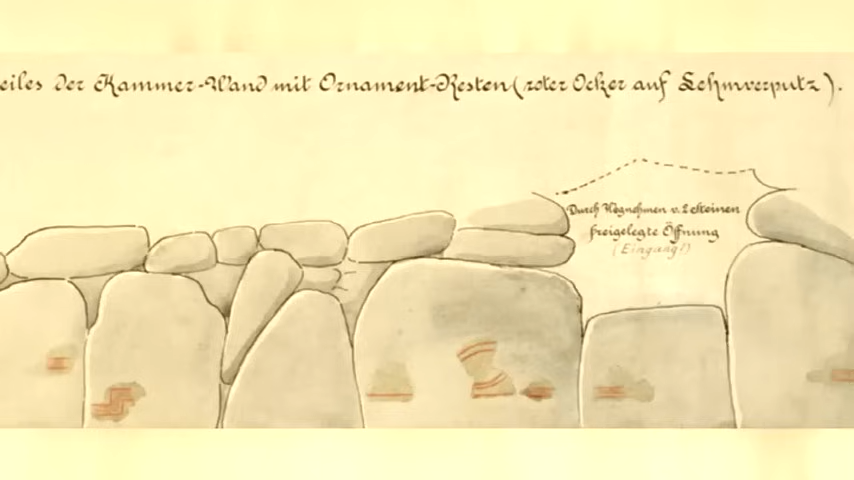 eiles der Kammer-Wand mit Ornament-Resten (roter Ocker auf Lehmverputz).
Durch Wegnehmen v. 2 Steinen
freigelegte Öffnung
(Eingang!)